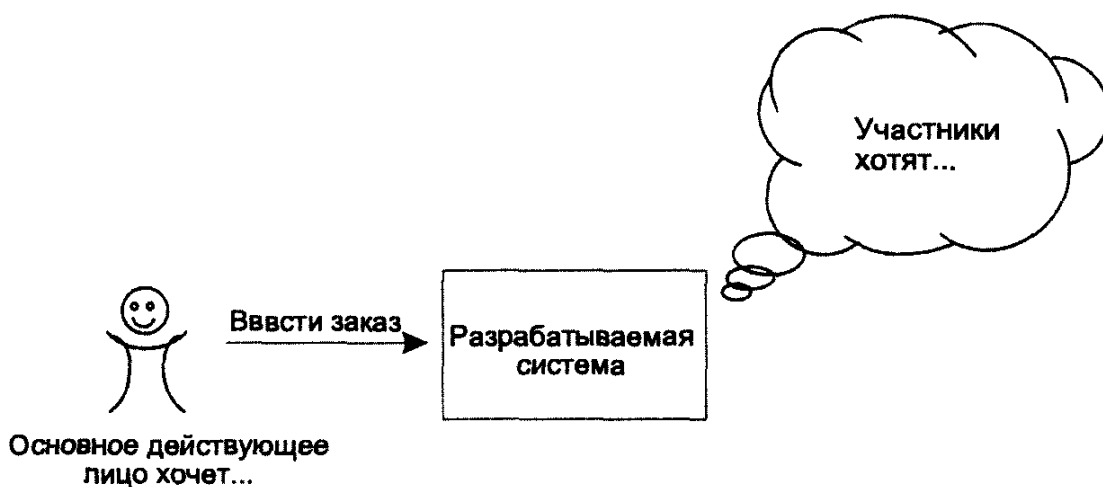 Участники
хотят...
Вввсти заказ
Разрабатываемая
система
Основное действующее
лицо хочет...